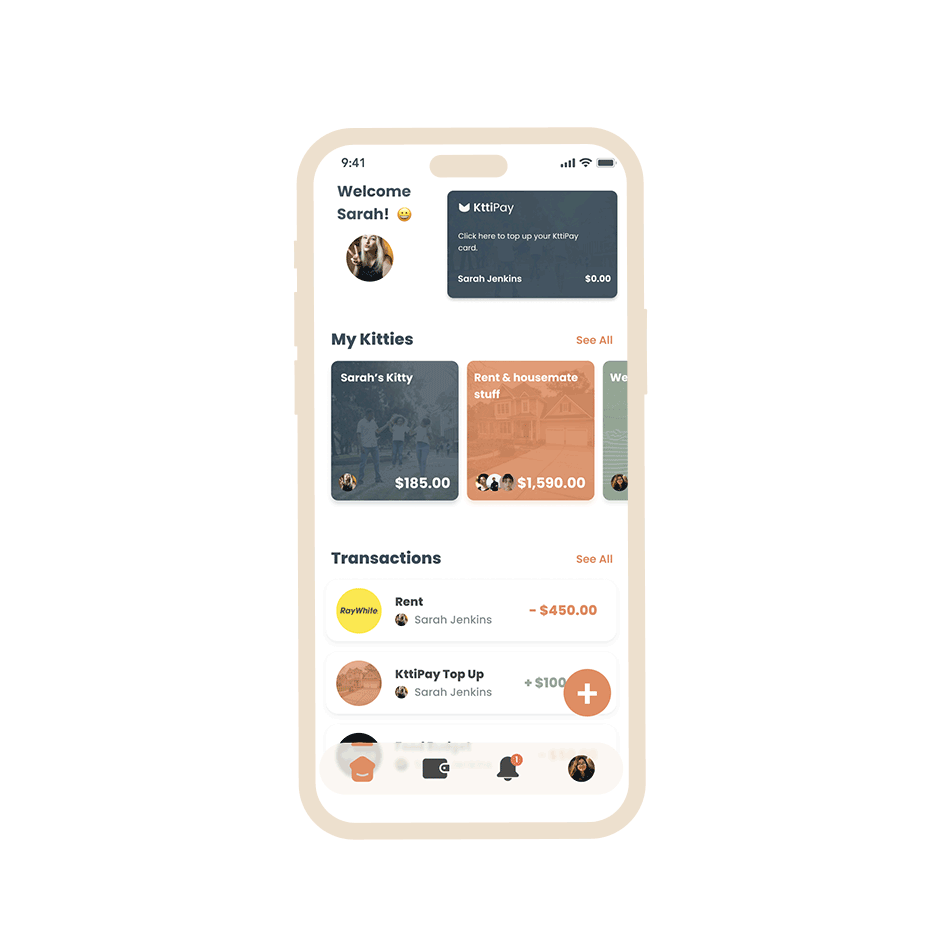 9:41
Welcome
Sarah! 😀
KttiPay
Click here to top up your KttiPay
card.
Sarah Jenkins
$0.00
My Kitties
See All
Sarah's Kitty
$185.00
Rent & housemate
stuff
$1,590.00
We
Transactions
See All
RayWhite
Rent
Sarah Jenkins
- $450.00
KttiPay Top Up
Sarah Jenkins
+ $100
Food Budget
1